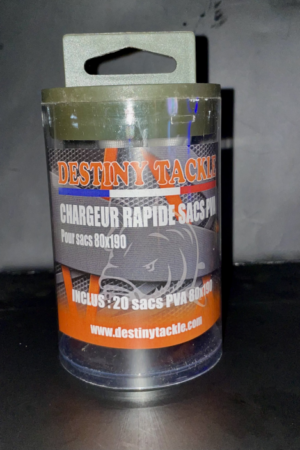 DESTINY TACKLE
CHARGEUR RAPIDE SACS PVA
Pour sacs 80x190
INCLUS : 20 sacs PVA 80x190
www.destinytackle.com